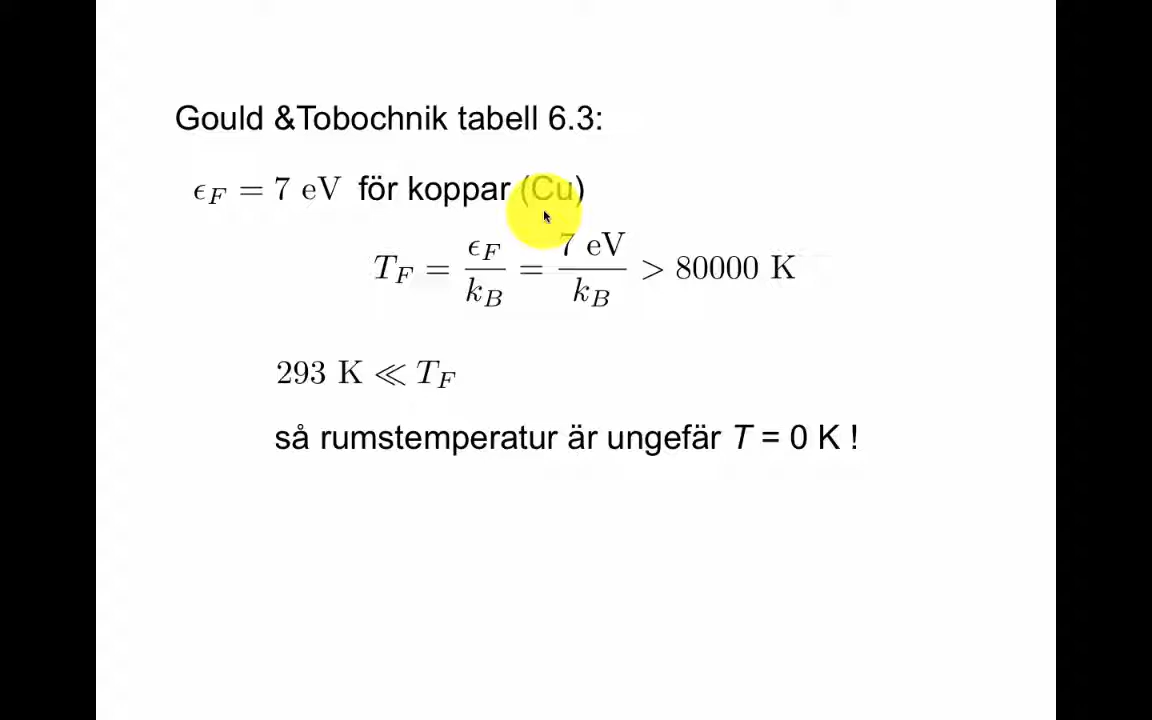 Gould &Tobochnik tabell 6.3:
ϵ_F = 7 eV för koppar (Cu)
T_F = ϵ_F / k_B = 7 eV / k_B > 80000 K
293 K ≪ T_F
så rumstemperatur är ungefär T = 0 K !